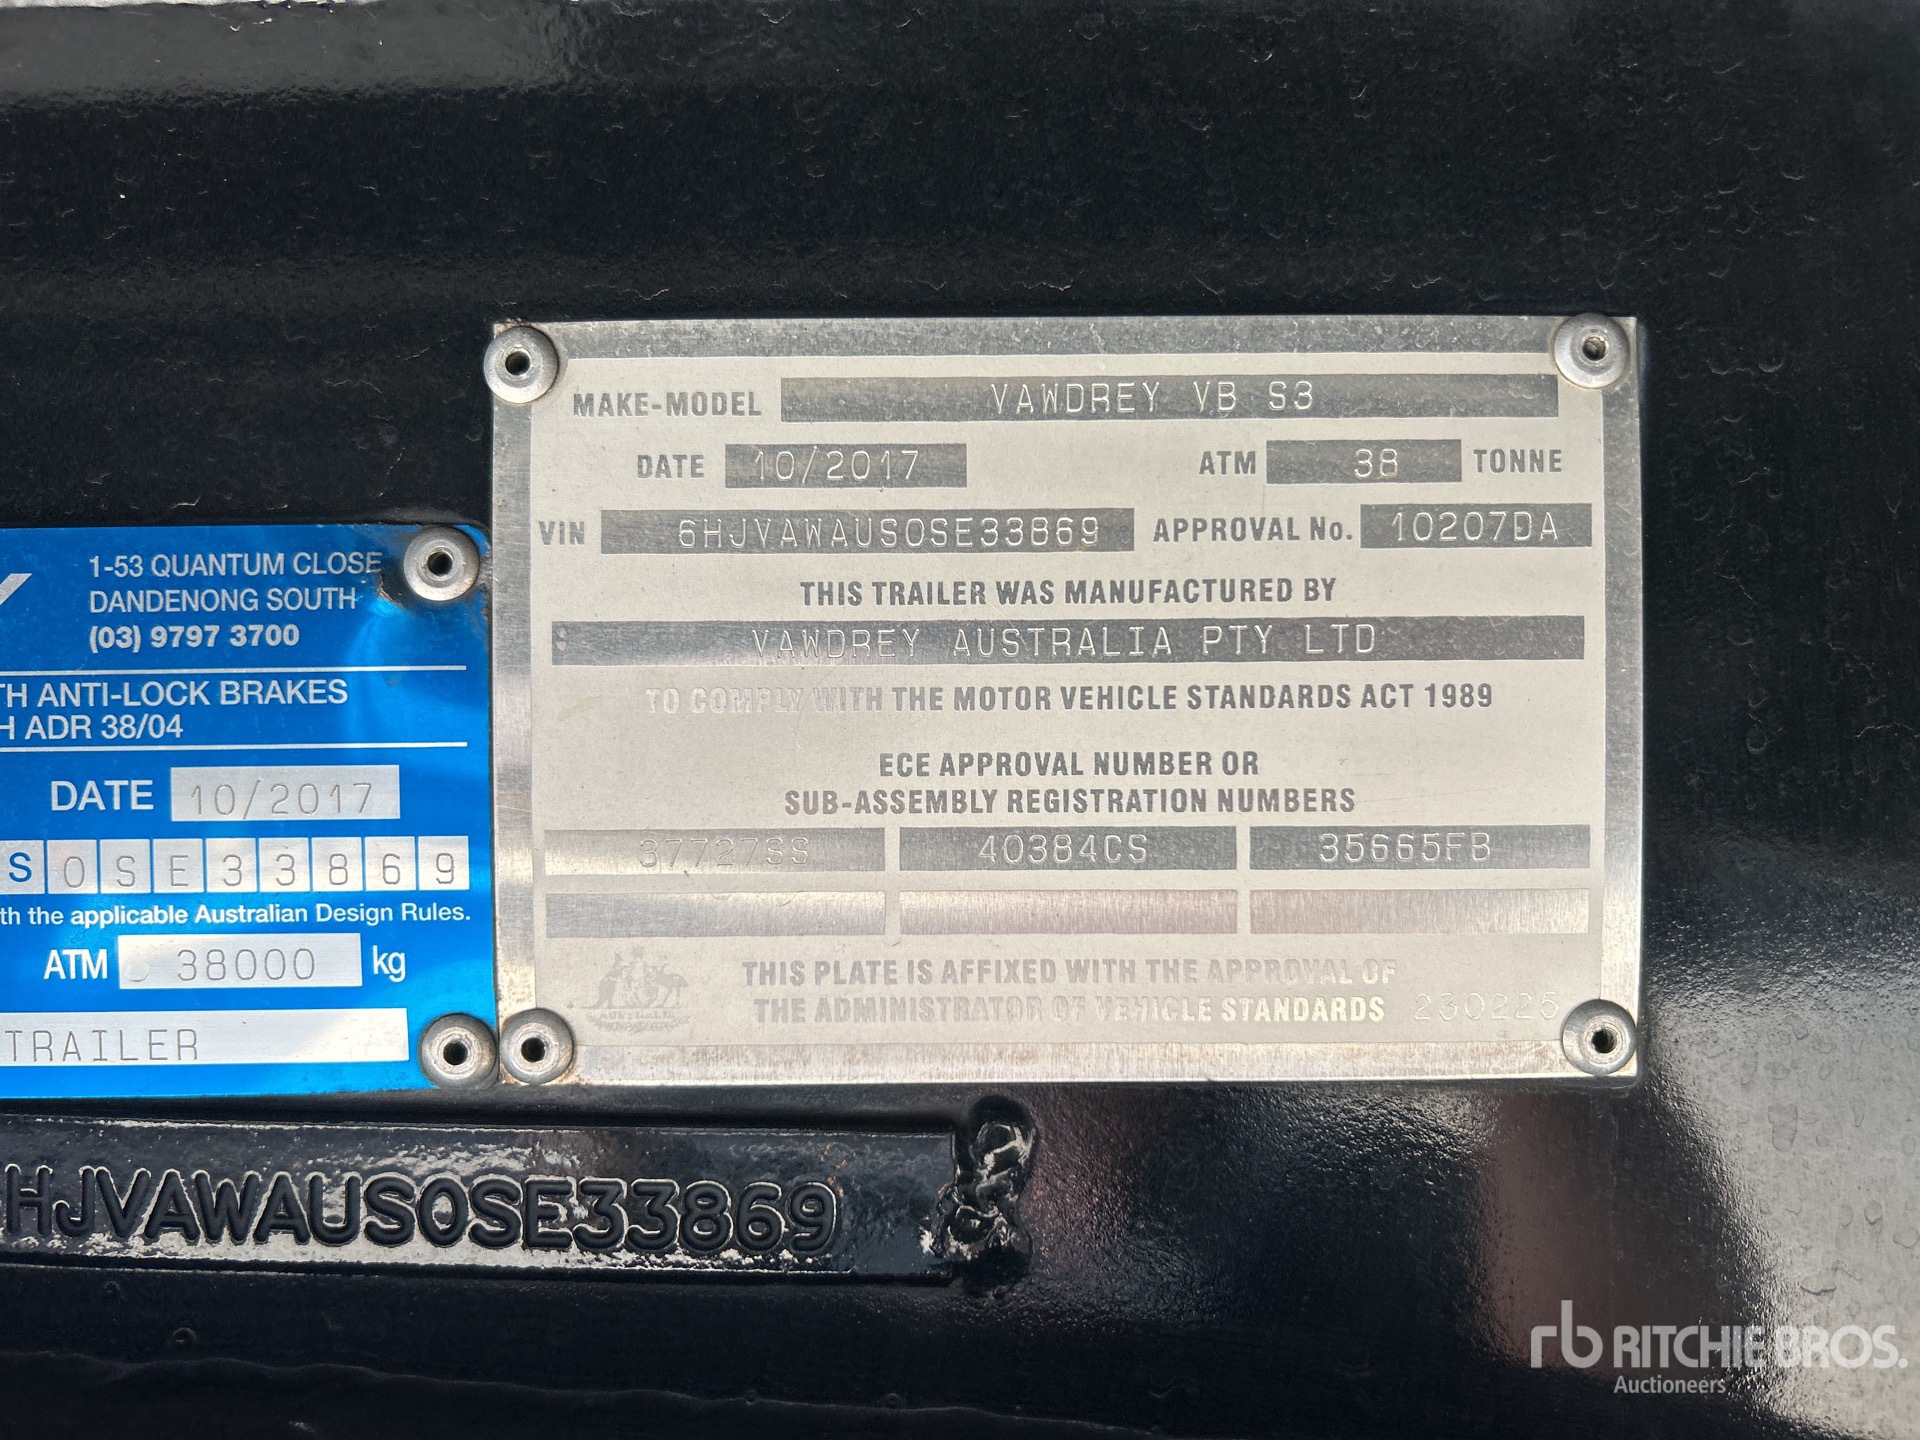 MAKE-MODEL VAWDREY VB S3
DATE 10/2017 ATM 38 TONNE
VIN 6HJVAWAUS0SE33869 APPROVAL No. 10207DA
THIS TRAILER WAS MANUFACTURED BY
VAWDREY AUSTRALIA PTY LTD
TO COMPLY WITH THE MOTOR VEHICLE STANDARDS ACT 1989
ECE APPROVAL NUMBER OR
SUB-ASSEMBLY REGISTRATION NUMBERS
37727SS 40384CS 35665FB
THIS PLATE IS AFFIXED WITH THE APPROVAL OF
THE ADMINISTRATOR OF VEHICLE STANDARDS 230225
AUSTRALIA
Y
1-53 QUANTUM CLOSE
DANDENONG SOUTH
(03) 9797 3700
TH ANTI-LOCK BRAKES
H ADR 38/04
DATE 10/2017
S 0 S E 3 3 8 6 9
th the applicable Australian Design Rules.
ATM 38000 kg
TRAILER
HJVAWAUS0SE33869
rb RITCHIE BROS.
Auctioneers